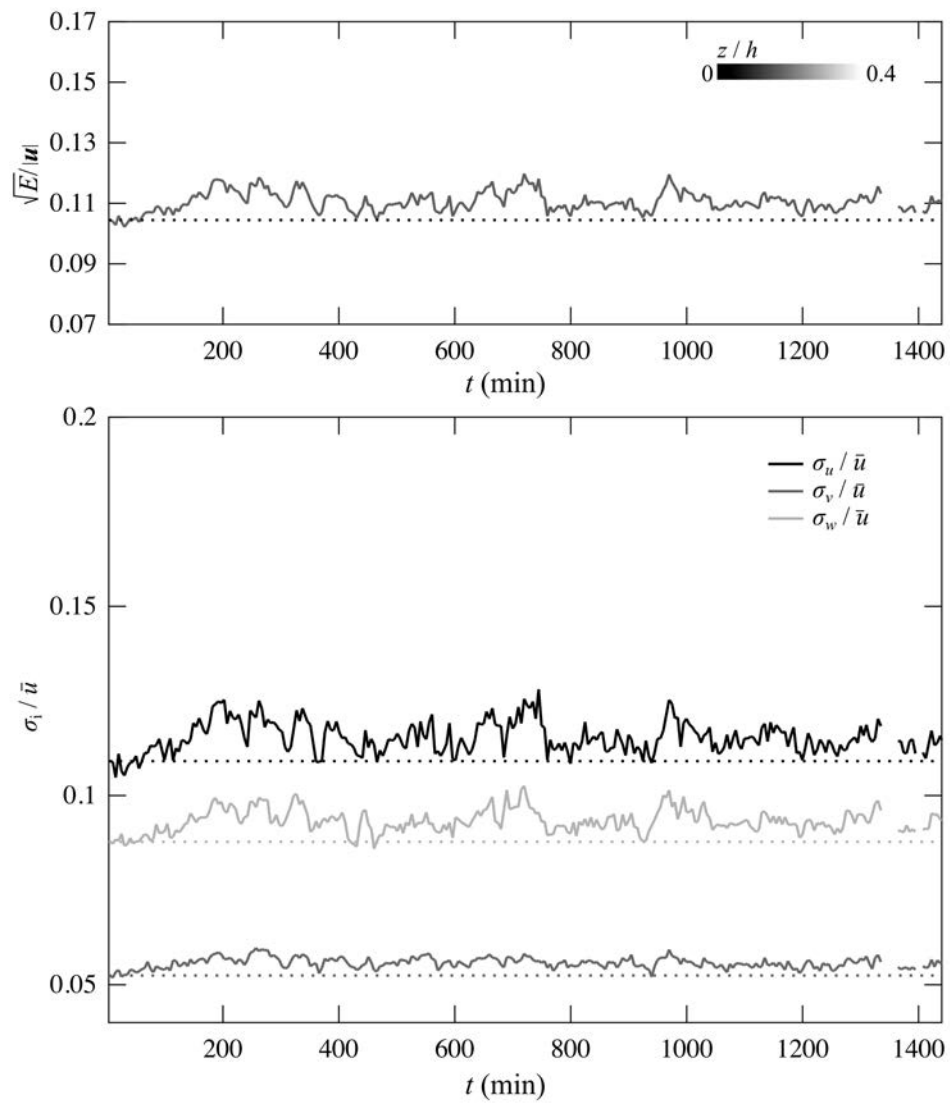 0.17
z / h
0 0.4
0.15
0.13
√E/|u|
0.11
0.09
0.07
200 400 600 800 1000 1200 1400
t (min)
0.2
σu / ū
σv / ū
σw / ū
0.15
σi / ū
0.1
0.05
200 400 600 800 1000 1200 1400
t (min)